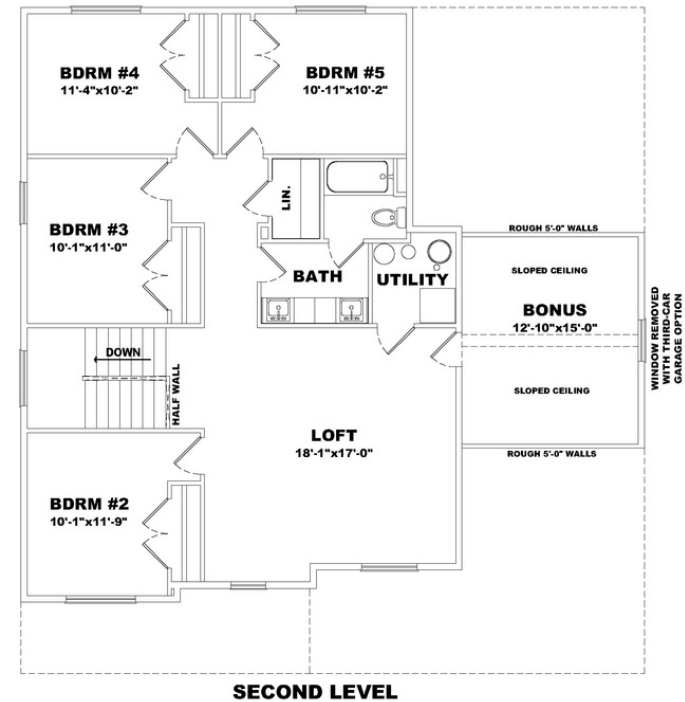 BDRM #4
11'-4"x10'-2"
BDRM #5
10'-11"x10'-2"
LIN.
BDRM #3
10'-1"x11'-0"
BATH
UTILITY
ROUGH 5'-0" WALLS
SLOPED CEILING
BONUS
12'-10"x15'-0"
SLOPED CEILING
ROUGH 5'-0" WALLS
WINDOW REMOVED
WITH THIRD-CAR
GARAGE OPTION
DOWN
HALF WALL
LOFT
18'-1"x17'-0"
BDRM #2
10'-1"x11'-9"
SECOND LEVEL